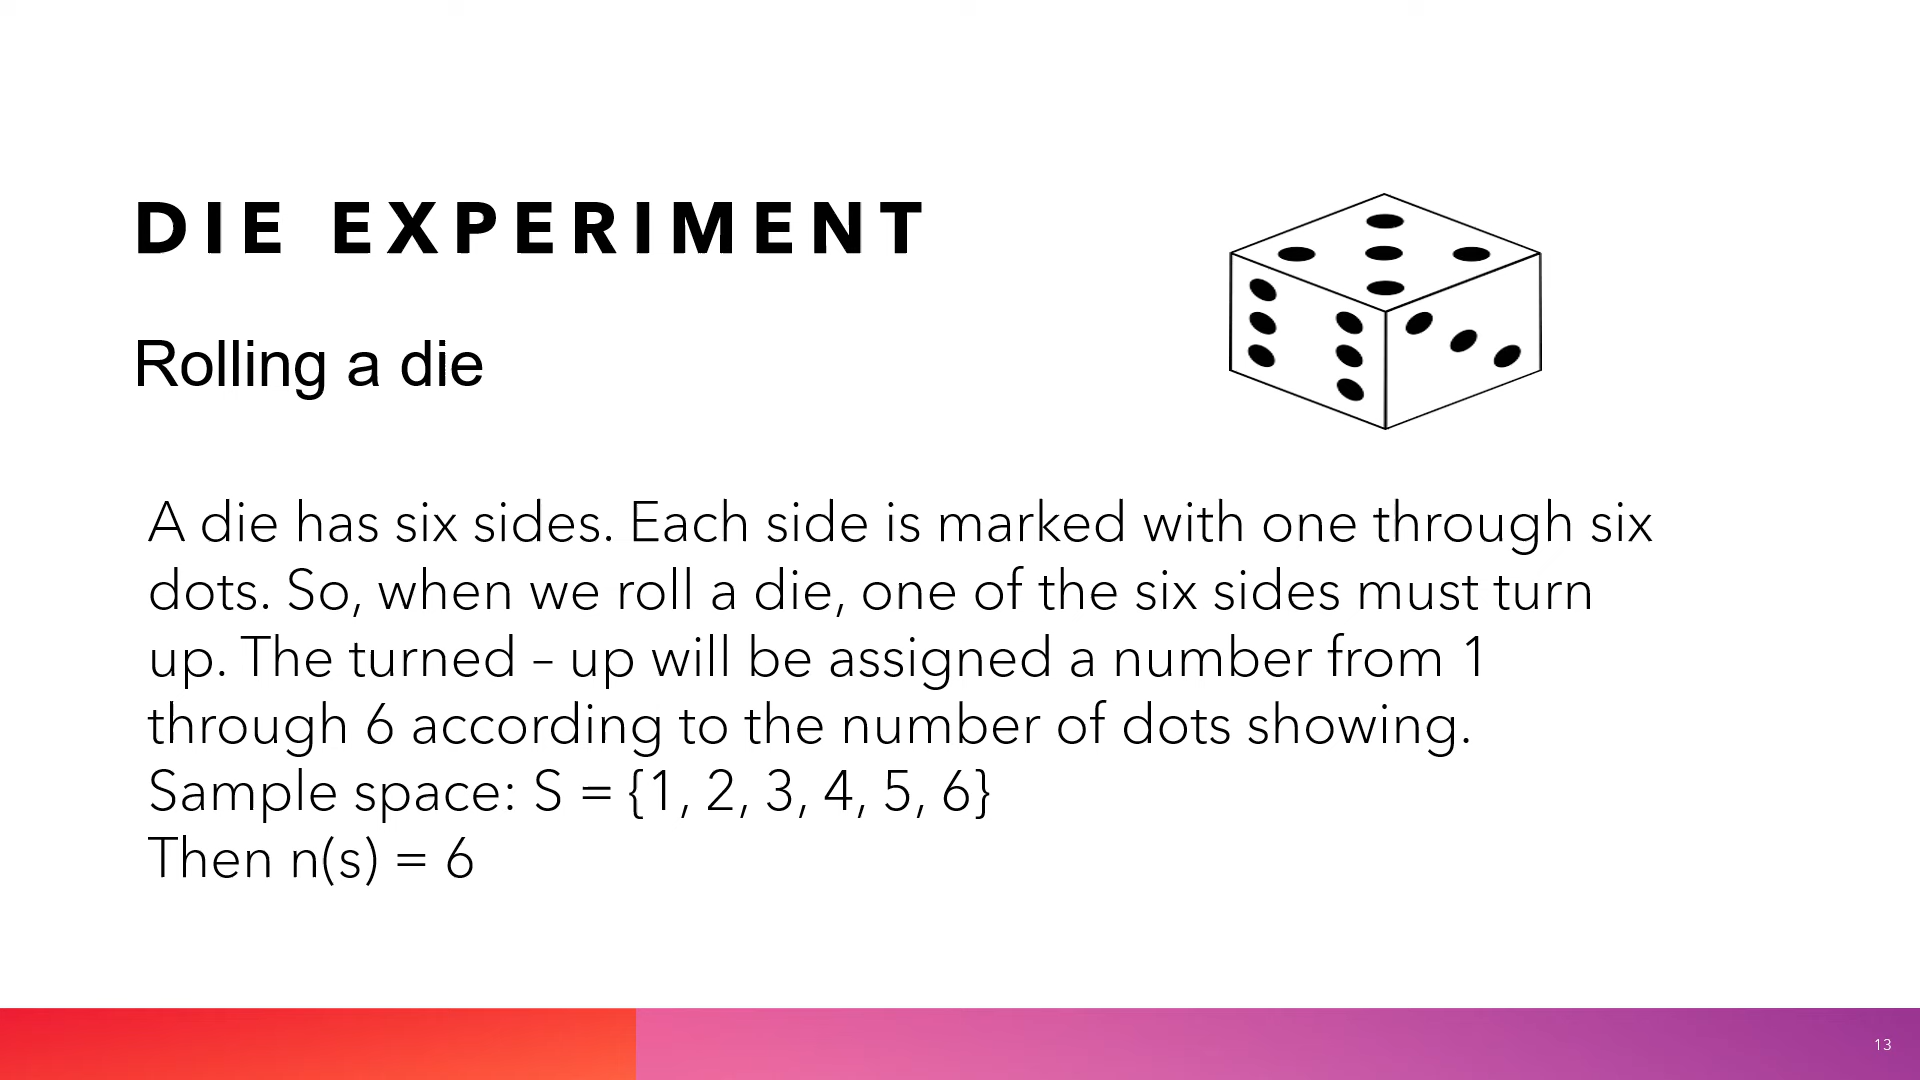 DIE EXPERIMENT
Rolling a die
A die has six sides. Each side is marked with one through six
dots. So, when we roll a die, one of the six sides must turn
up. The turned – up will be assigned a number from 1
through 6 according to the number of dots showing.
Sample space: S = {1, 2, 3, 4, 5, 6}
Then n(s) = 6
13